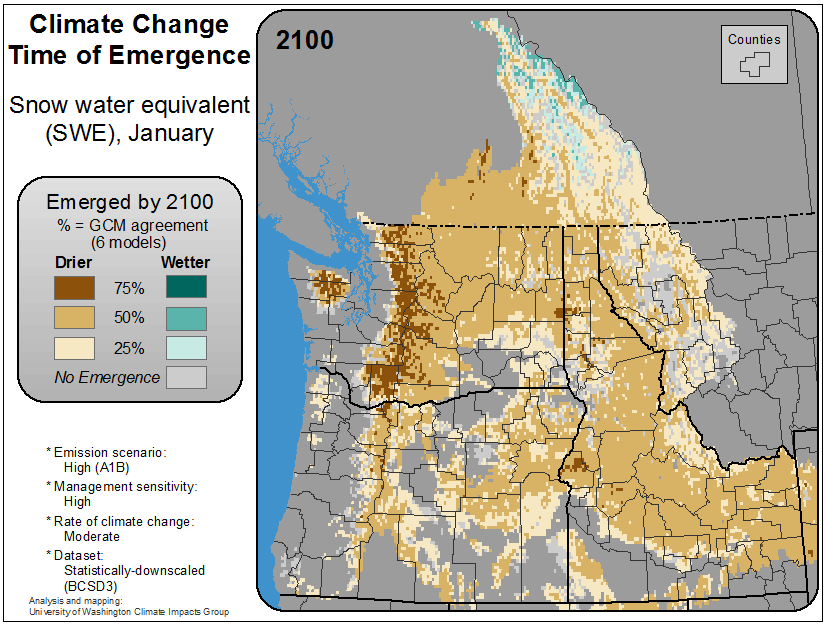 Climate Change
Time of Emergence
Snow water equivalent
(SWE), January
Emerged by 2100
% = GCM agreement
(6 models)
Drier Wetter
75%
50%
25%
No Emergence
* Emission scenario:
High (A1B)
* Management sensitivity:
High
* Rate of climate change:
Moderate
* Dataset:
Statistically-downscaled
(BCSD3)
Analysis and mapping:
University of Washington Climate Impacts Group
2100
Counties